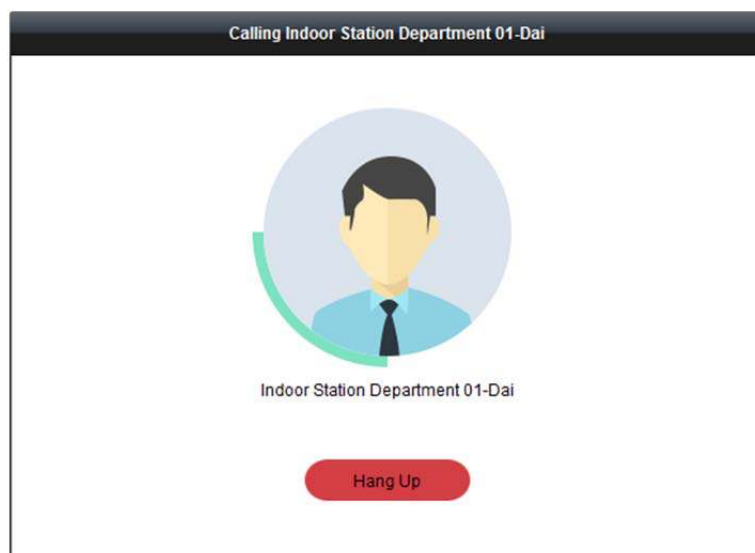 Calling Indoor Station Department 01-Dai
Indoor Station Department 01-Dai
Hang Up